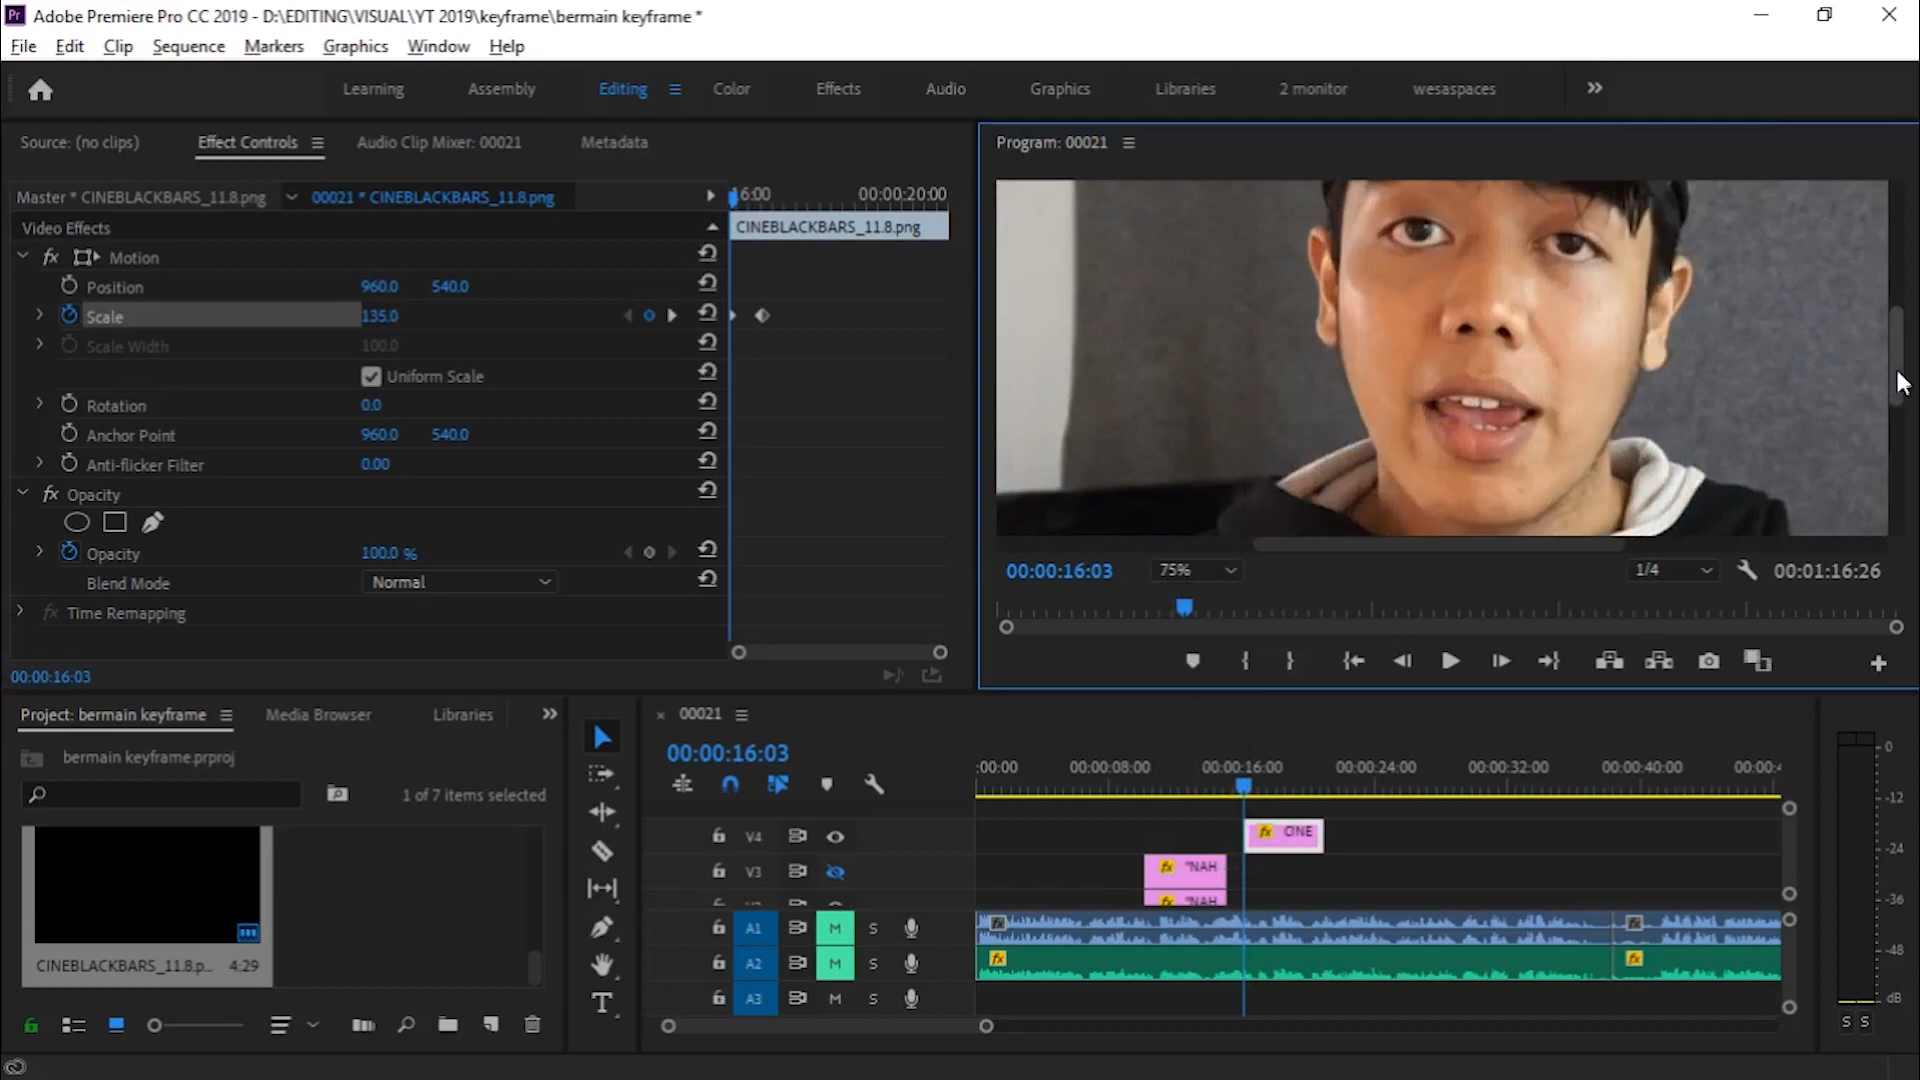 Adobe Premiere Pro CC 2019 - D:\EDITING\VISUAL\YT 2019\keyframe\bermain keyframe *
File Edit Clip Sequence Markers Graphics Window Help
Learning Assembly Editing Color Effects Audio Graphics Libraries 2 monitor wesaspaces
Source: (no clips) Effect Controls Audio Clip Mixer: 00021 Metadata
Program: 00021
Master * CINEBLACKBARS_11.8.png 00021 * CINEBLACKBARS_11.8.png
16:00 00:00:20:00
Video Effects
CINEBLACKBARS_11.8.png
fx Motion
Position 960.0 540.0
Scale 135.0
Scale Width 100.0
Uniform Scale
Rotation 0.0
Anchor Point 960.0 540.0
Anti-flicker Filter 0.00
fx Opacity
Opacity 100.0 %
Blend Mode Normal
fx Time Remapping
00:00:16:03
00:00:16:03 75% 1/4 00:01:16:26
Project: bermain keyframe Media Browser Libraries
bermain keyframe.prproj
1 of 7 items selected
CINEBLACKBARS_11.8.p... 4:29
00021
00:00:16:03
:00:00 00:00:08:00 00:00:16:00 00:00:24:00 00:00:32:00 00:00:40:00 00:00:4
V4 fx CINE
V3 fx "NAH
fx "NAH
A1 M S
A2 M S fx fx
A3 M S
0
-12
-24
-36
-48
dB
S S
T